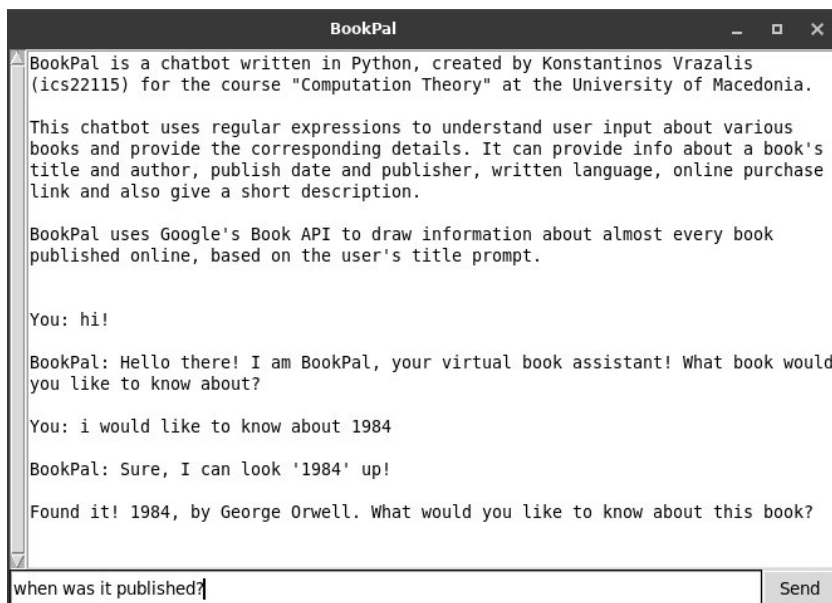 BookPal
BookPal is a chatbot written in Python, created by Konstantinos Vrazalis
(ics22115) for the course "Computation Theory" at the University of Macedonia.
This chatbot uses regular expressions to understand user input about various
books and provide the corresponding details. It can provide info about a book's
title and author, publish date and publisher, written language, online purchase
link and also give a short description.
BookPal uses Google's Book API to draw information about almost every book
published online, based on the user's title prompt.
You: hi!
BookPal: Hello there! I am BookPal, your virtual book assistant! What book would
you like to know about?
You: i would like to know about 1984
BookPal: Sure, I can look '1984' up!
Found it! 1984, by George Orwell. What would you like to know about this book?
when was it published?
Send